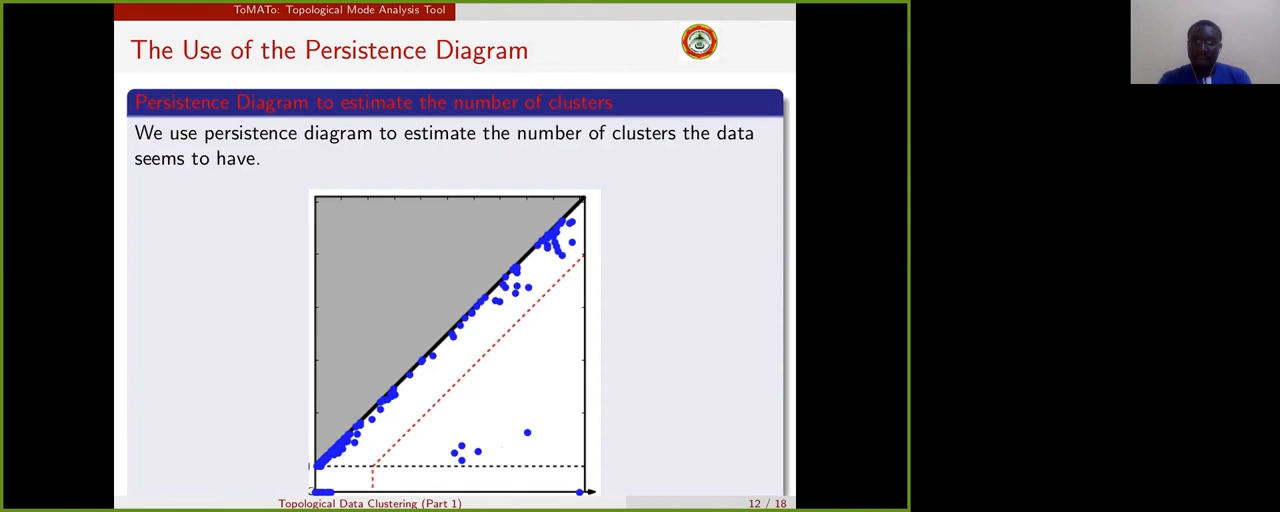 ToMATo: Topological Mode Analysis Tool
The Use of the Persistence Diagram
Persistence Diagram to estimate the number of clusters
We use persistence diagram to estimate the number of clusters the data
seems to have.
Topological Data Clustering (Part 1)
12 / 18